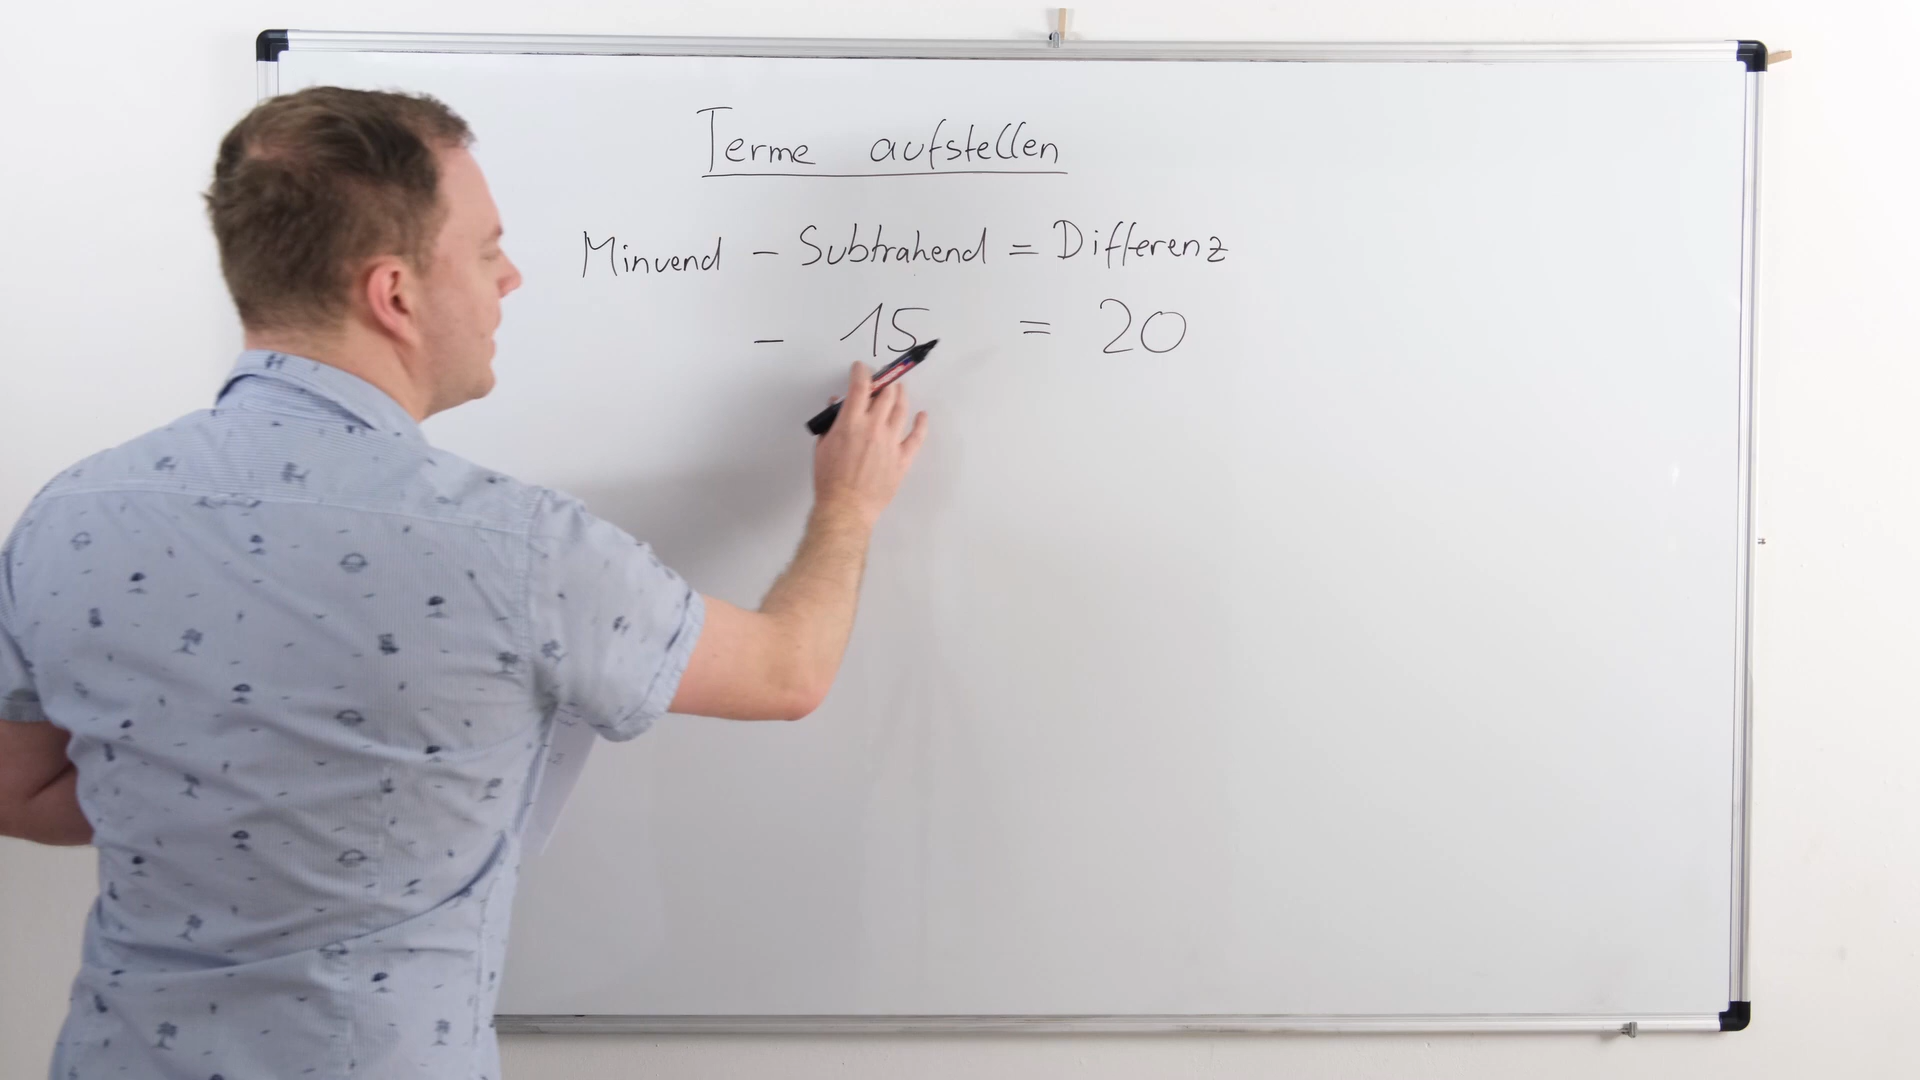 Terme aufstellen
Minuend - Subtrahend = Differenz
- 15 = 20